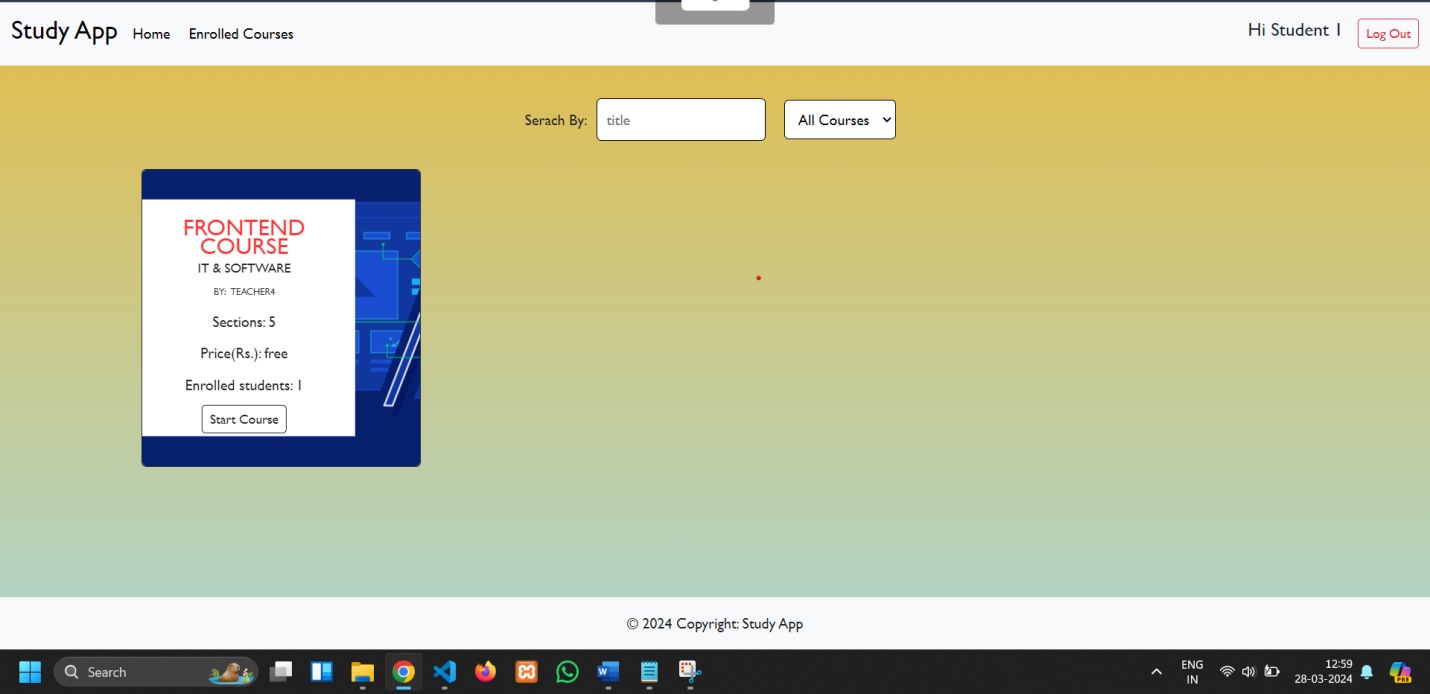 Study App Home Enrolled Courses Hi Student 1 Log Out
Serach By: title All Courses
FRONTEND
COURSE
IT & SOFTWARE
BY: TEACHER4
Sections: 5
Price(Rs.): free
Enrolled students: 1
Start Course
© 2024 Copyright: Study App
Search
ENG
IN
12:59
28-03-2024
PRE